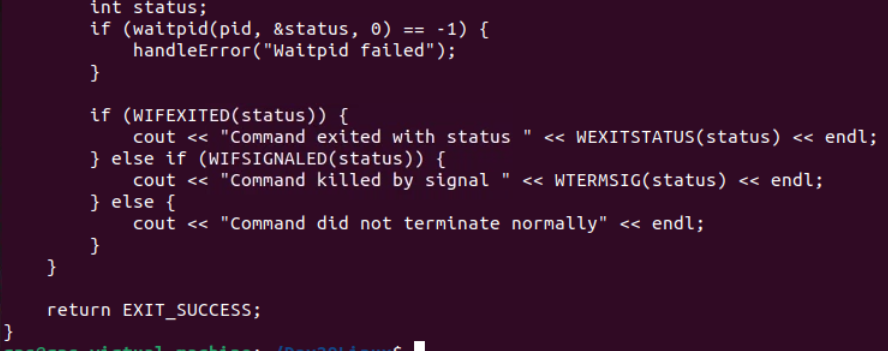 int status;
        if (waitpid(pid, &status, 0) == -1) {
            handleError("Waitpid failed");
        }

        if (WIFEXITED(status)) {
            cout << "Command exited with status " << WEXITSTATUS(status) << endl;
        } else if (WIFSIGNALED(status)) {
            cout << "Command killed by signal " << WTERMSIG(status) << endl;
        } else {
            cout << "Command did not terminate normally" << endl;
        }
    }

    return EXIT_SUCCESS;
}